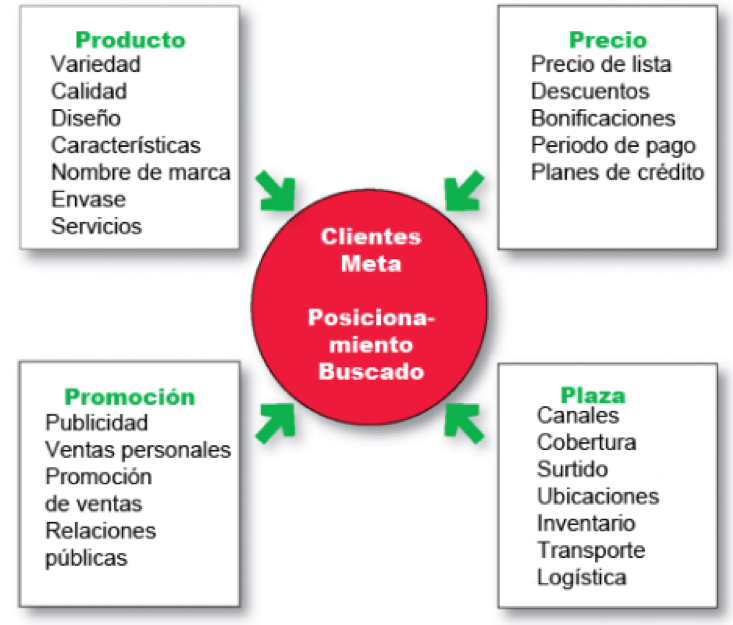 Producto
Variedad
Calidad
Diseño
Características
Nombre de marca
Envase
Servicios
Precio
Precio de lista
Descuentos
Bonificaciones
Periodo de pago
Planes de crédito
Clientes
Meta
Posiciona-
miento
Buscado
Promoción
Publicidad
Ventas personales
Promoción
de ventas
Relaciones
públicas
Plaza
Canales
Cobertura
Surtido
Ubicaciones
Inventario
Transporte
Logística